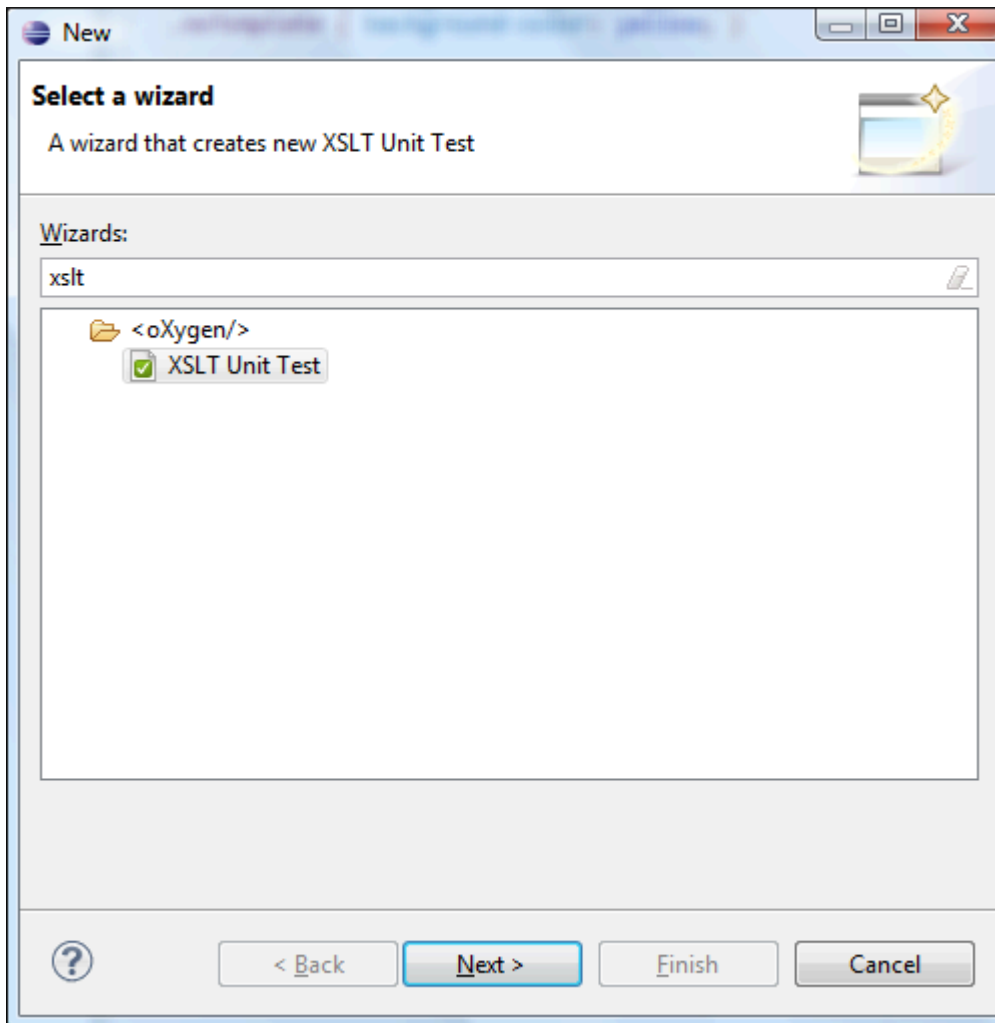 New
Select a wizard
A wizard that creates new XSLT Unit Test
Wizards:
xslt
<oXygen/>
XSLT Unit Test
< Back
Next >
Finish
Cancel